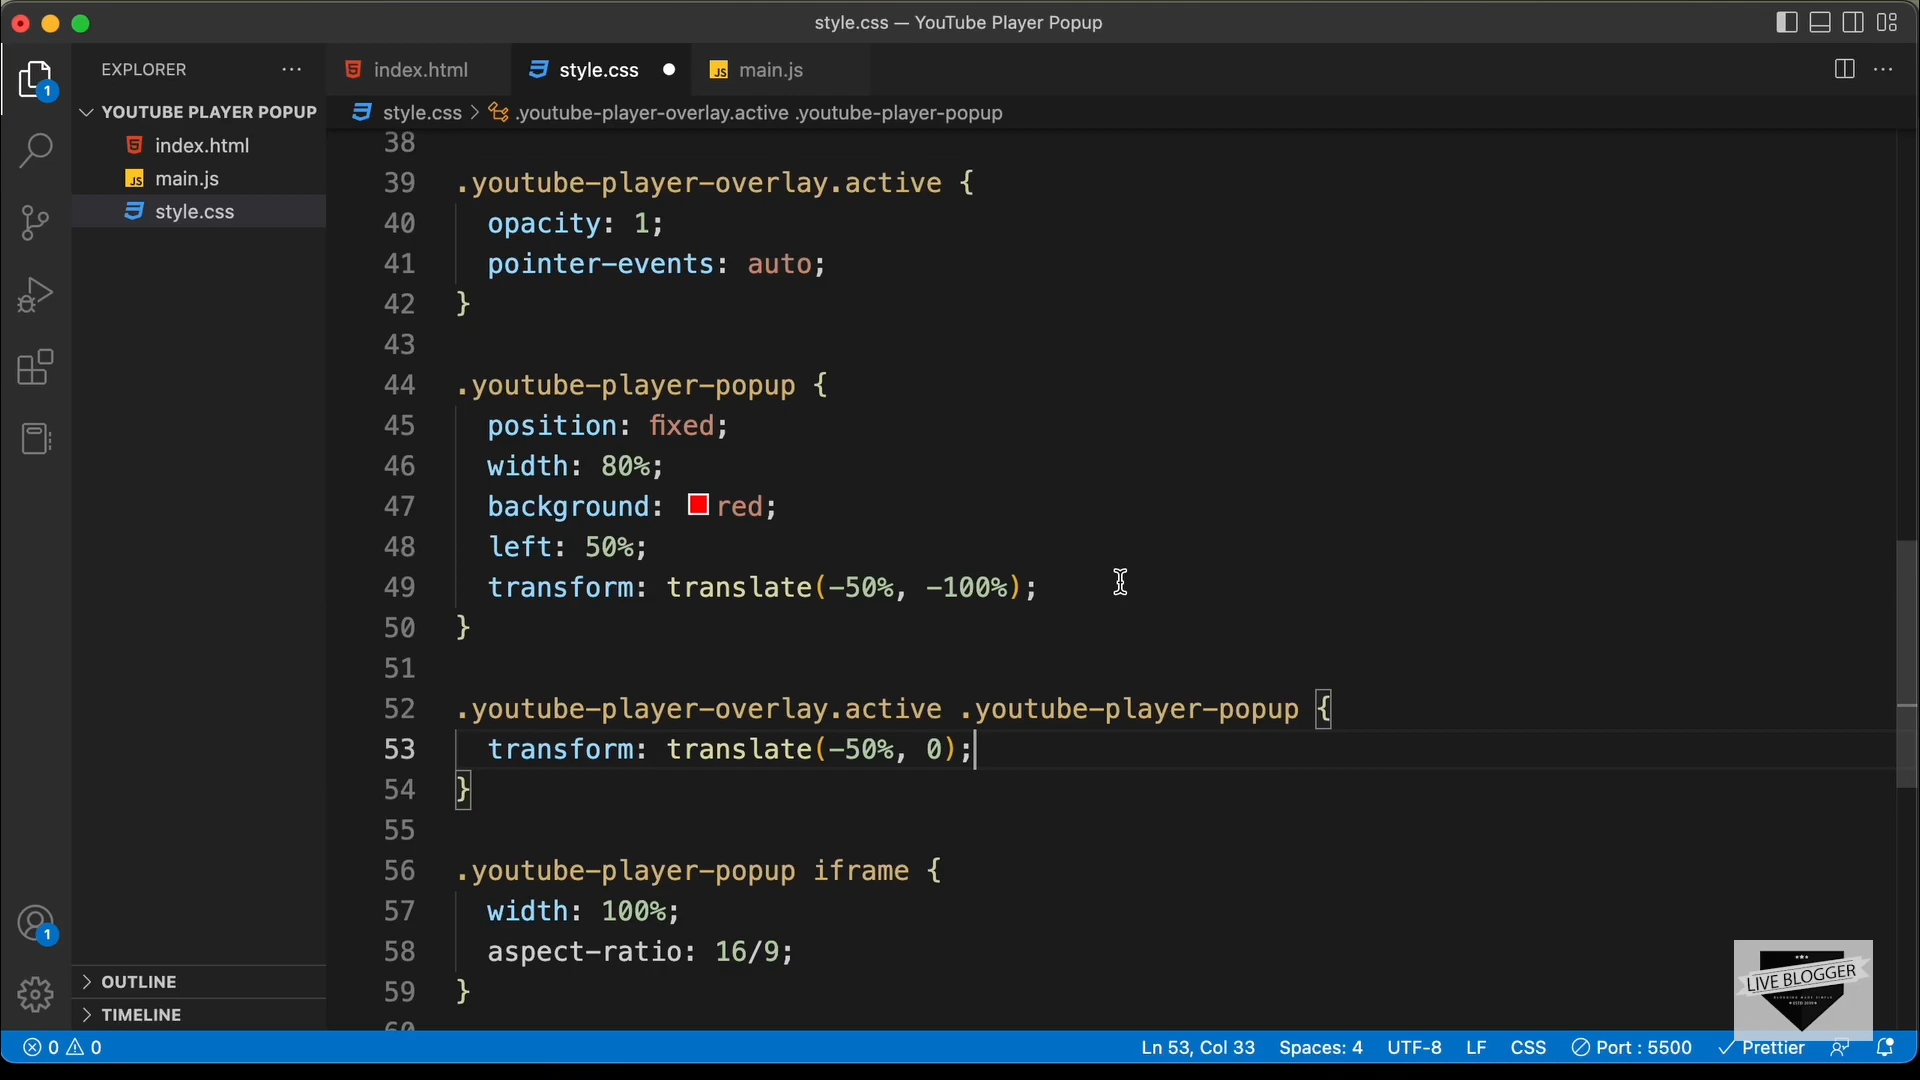 style.css — YouTube Player Popup
EXPLORER
index.html
style.css
main.js
YOUTUBE PLAYER POPUP
index.html
main.js
style.css
style.css > .youtube-player-overlay.active .youtube-player-popup
38
39 .youtube-player-overlay.active {
40 opacity: 1;
41 pointer-events: auto;
42 }
43
44 .youtube-player-popup {
45 position: fixed;
46 width: 80%;
47 background: red;
48 left: 50%;
49 transform: translate(-50%, -100%);
50 }
51
52 .youtube-player-overlay.active .youtube-player-popup {
53 transform: translate(-50%, 0);
54 }
55
56 .youtube-player-popup iframe {
57 width: 100%;
58 aspect-ratio: 16/9;
59 }
60
1
1
OUTLINE
TIMELINE
LIVE BLOGGER
0 0
Ln 53, Col 33 Spaces: 4 UTF-8 LF CSS Port : 5500 Prettier